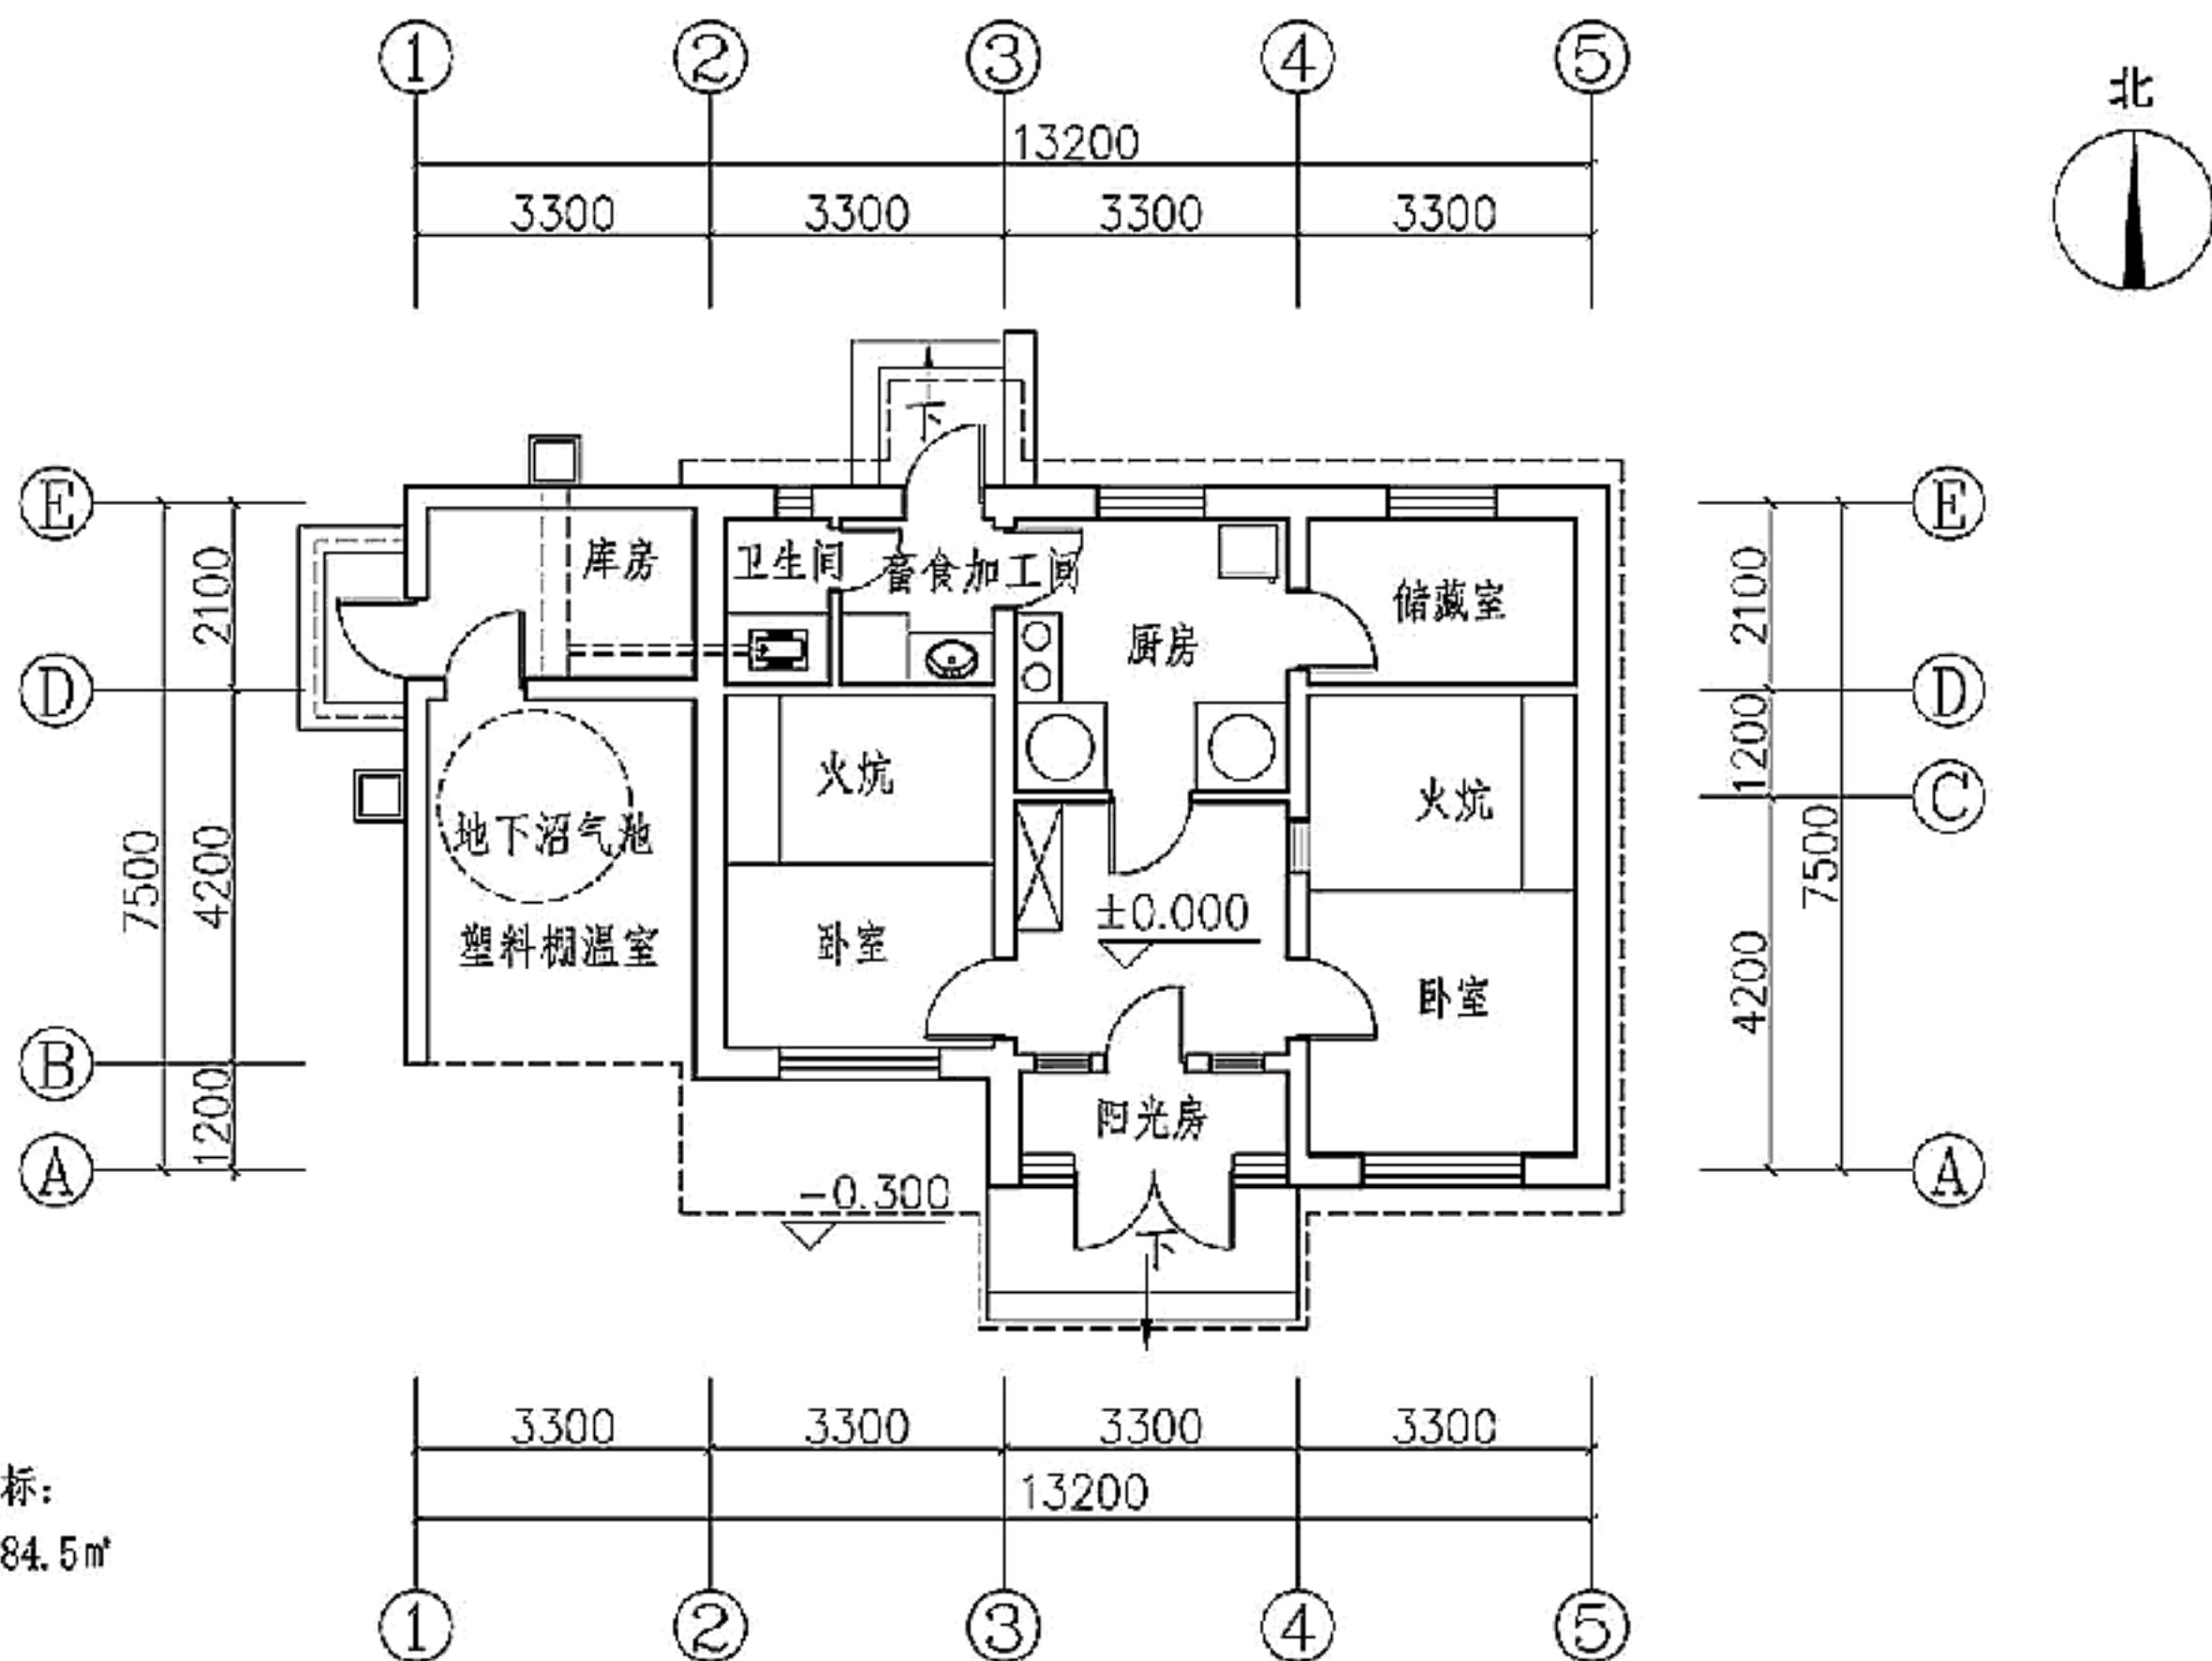 ① ② ③ ④ ⑤
北
13200
3300 3300 3300 3300
下
E E
库房 卫生间 畜食加工间 储藏室
2100 2100
厨房
D D
1200
火炕 火炕
C
地下沼气池
7500 4200 7500
±0.000
塑料棚温室 卧室 卧室
4200
B
1200
阳光房
A A
-0.300
下
3300 3300 3300 3300
标:
13200
84.5㎡
① ② ③ ④ ⑤